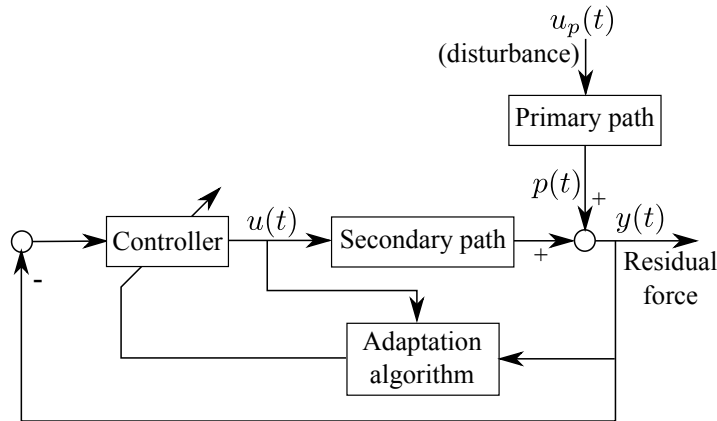 u_p(t)
(disturbance)
Primary path
p(t)
+
u(t)
y(t)
Controller
Secondary path
+
-
Residual
force
Adaptation
algorithm